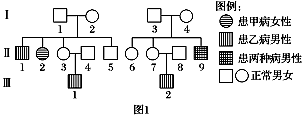 Ⅰ
1 2 3 4
Ⅱ
1 2 3 4 5 6 7 8 9
Ⅲ
1 2
图1
图例:
患甲病女性
患乙病男性
患两种病男性
正常男女